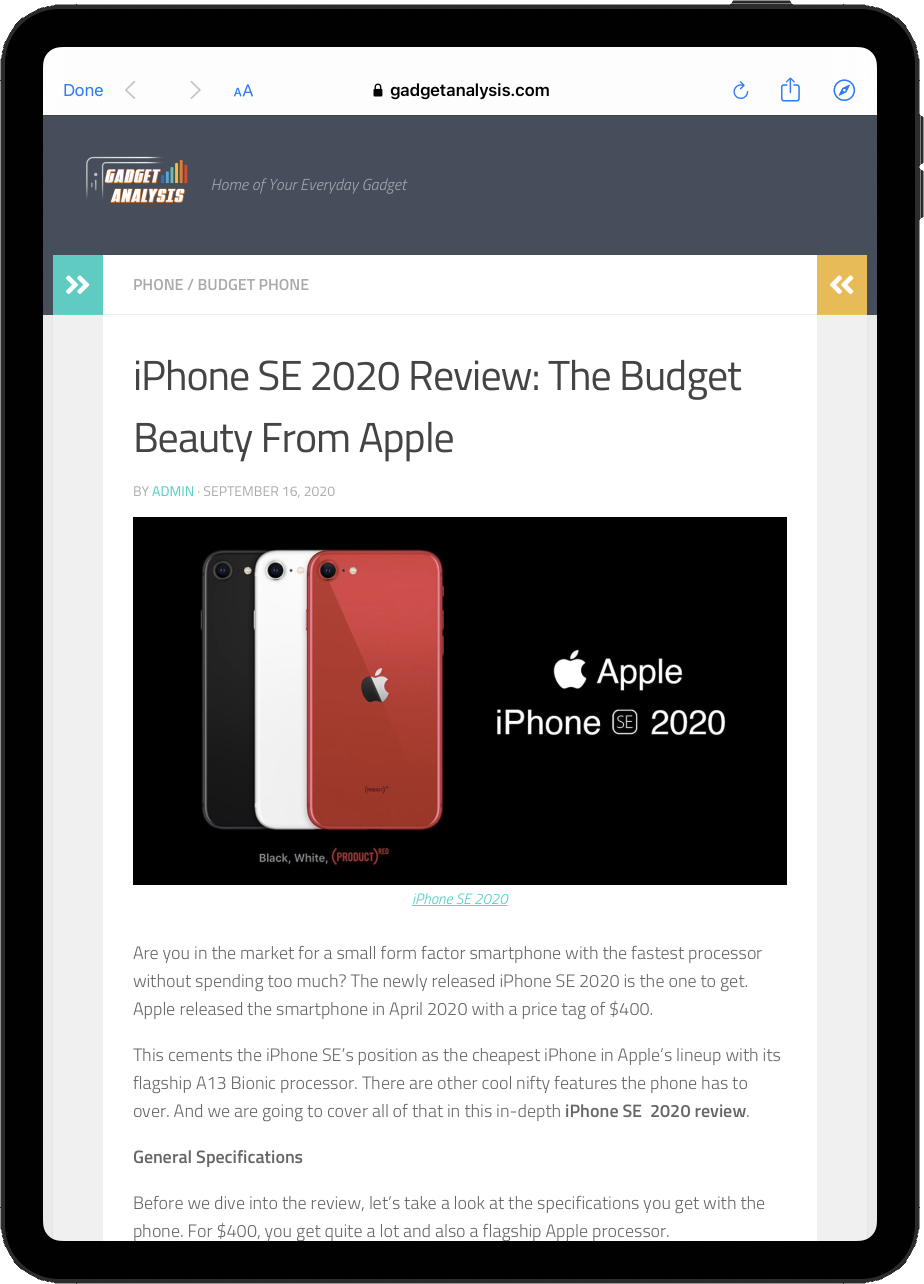 Done
AA
gadgetanalysis.com
GADGET
ANALYSIS
Home of Your Everyday Gadget
PHONE / BUDGET PHONE
iPhone SE 2020 Review: The Budget
Beauty From Apple
BY ADMIN · SEPTEMBER 16, 2020
Apple
iPhone SE 2020
Black, White, (PRODUCT)RED
iPhone SE 2020
Are you in the market for a small form factor smartphone with the fastest processor
without spending too much? The newly released iPhone SE 2020 is the one to get.
Apple released the smartphone in April 2020 with a price tag of $400.
This cements the iPhone SE’s position as the cheapest iPhone in Apple’s lineup with its
flagship A13 Bionic processor. There are other cool nifty features the phone has to
over. And we are going to cover all of that in this in-depth iPhone SE  2020 review.
General Specifications
Before we dive into the review, let’s take a look at the specifications you get with the
phone. For $400, you get quite a lot and also a flagship Apple processor.